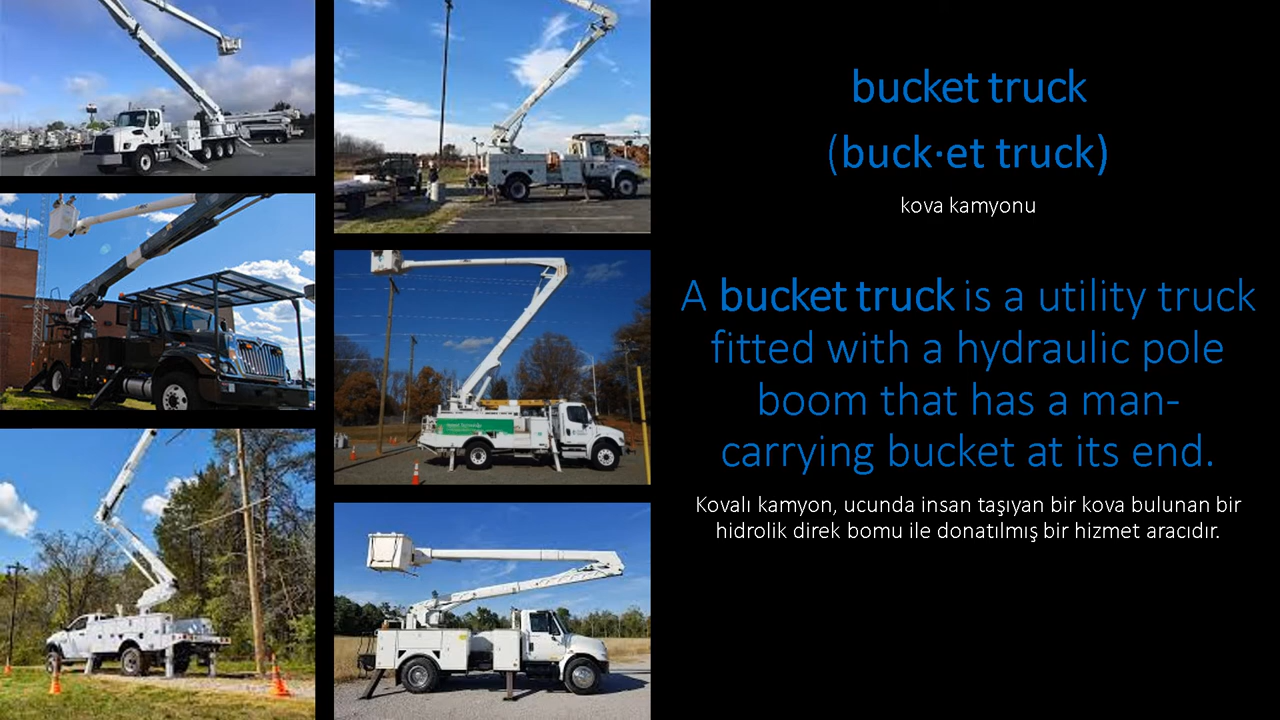 bucket truck
(buck·et truck)
kova kamyonu
A bucket truck is a utility truck
fitted with a hydraulic pole
boom that has a man-
carrying bucket at its end.
Kovalı kamyon, ucunda insan taşıyan bir kova bulunan bir
hidrolik direk bomu ile donatılmış bir hizmet aracıdır.